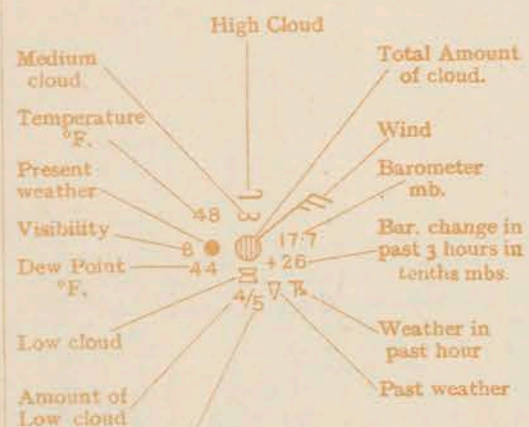 High Cloud
Medium
cloud.
Total Amount
of cloud.
Temperature
°F.
Wind
Present
weather
Barometer
mb.
48
Visibility
8
17.7
Bar. change in
past 3 hours in
tenths mbs.
Dew Point
°F.
44
+26
4/5
Low cloud
Weather in
past hour
Amount of
Low cloud
Past weather